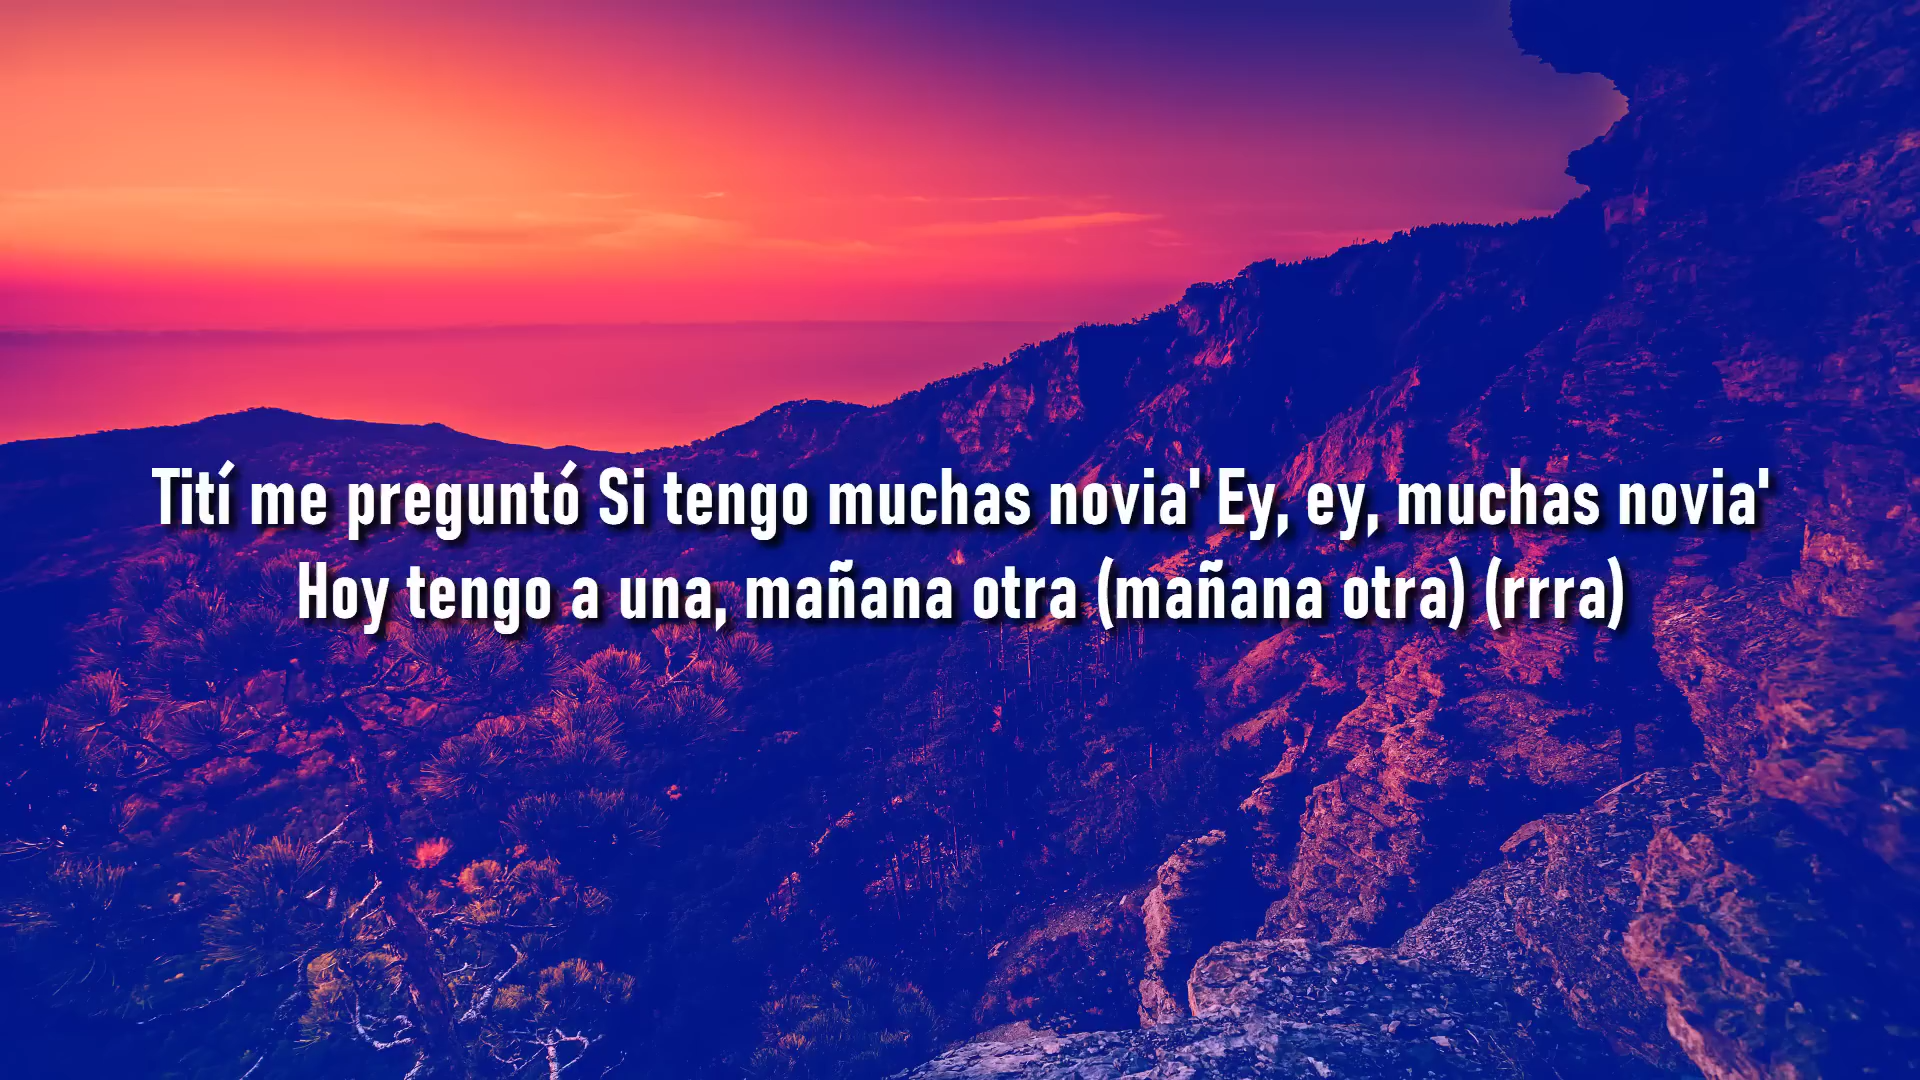 Tití me preguntó Si tengo muchas novia' Ey, ey, muchas novia'
Hoy tengo a una, mañana otra (mañana otra) (rrra)